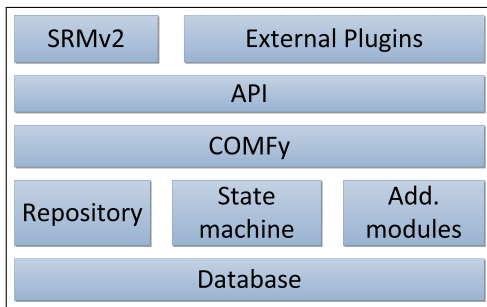 SRMv2
External Plugins
API
COMFy
Repository
State
machine
Add.
modules
Database